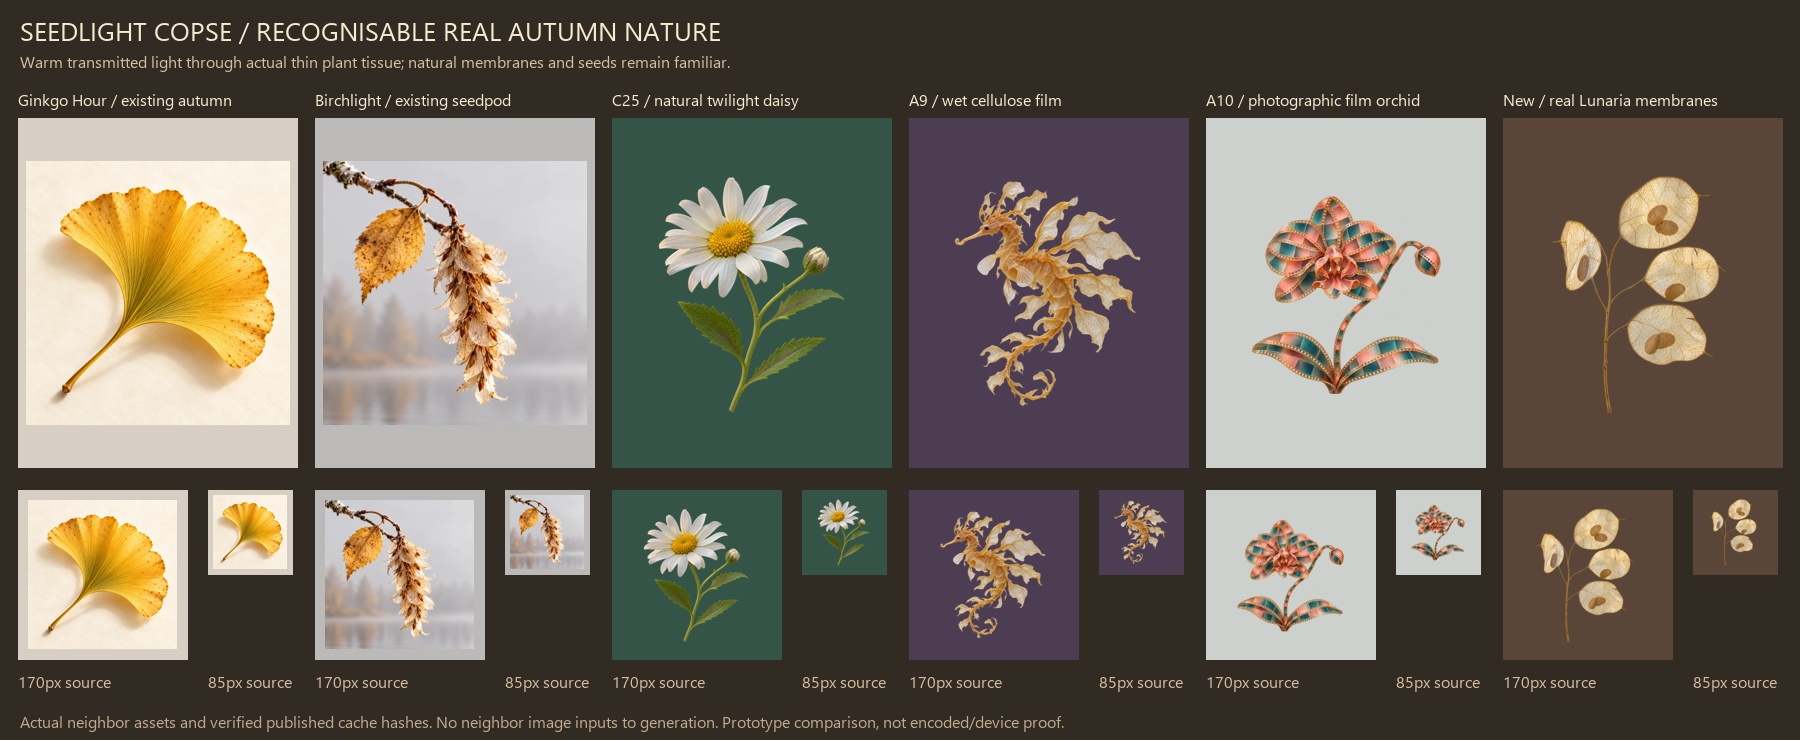 SEEDLIGHT COPSE / RECOGNISABLE REAL AUTUMN NATURE
Warm transmitted light through actual thin plant tissue; natural membranes and seeds remain familiar.
Ginkgo Hour / existing autumn
Birchlight / existing seedpod
C25 / natural twilight daisy
A9 / wet cellulose film
A10 / photographic film orchid
New / real Lunaria membranes
170px source
85px source
170px source
85px source
170px source
85px source
170px source
85px source
170px source
85px source
170px source
85px source
Actual neighbor assets and verified published cache hashes. No neighbor image inputs to generation. Prototype comparison, not encoded/device proof.